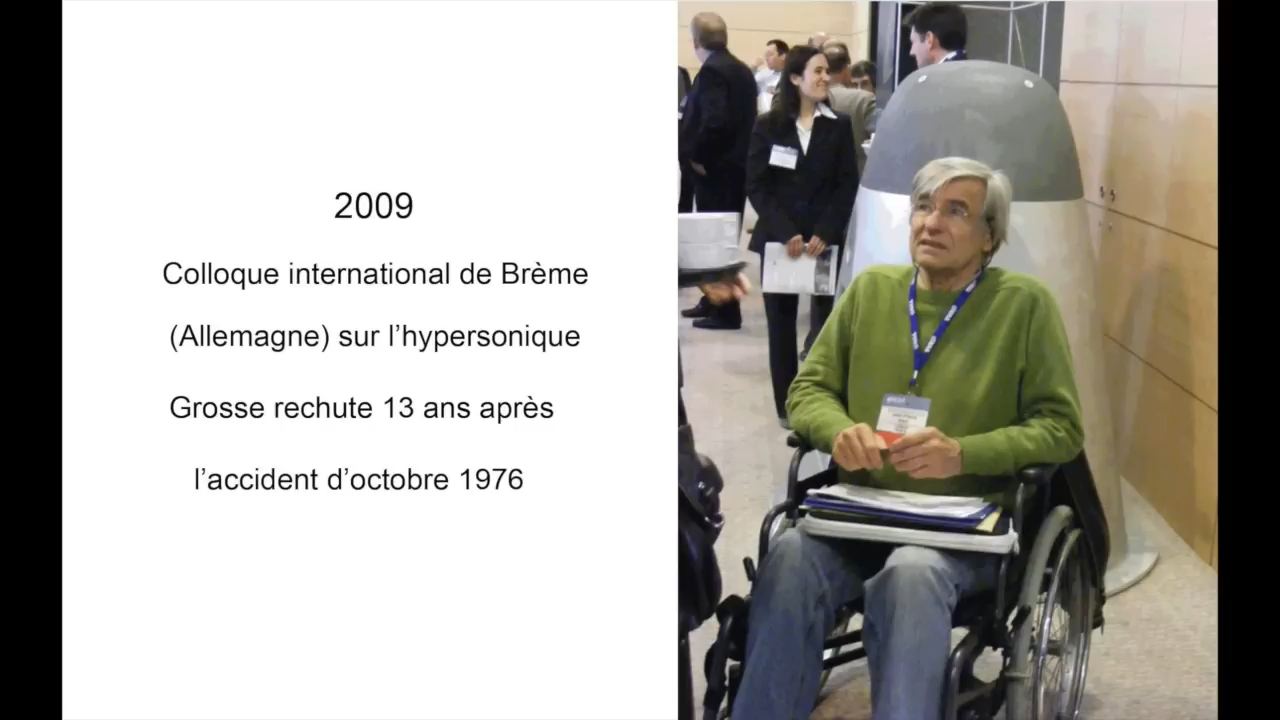 2009
Colloque international de Brème
(Allemagne) sur l’hypersonique
Grosse rechute 13 ans après
l’accident d’octobre 1976